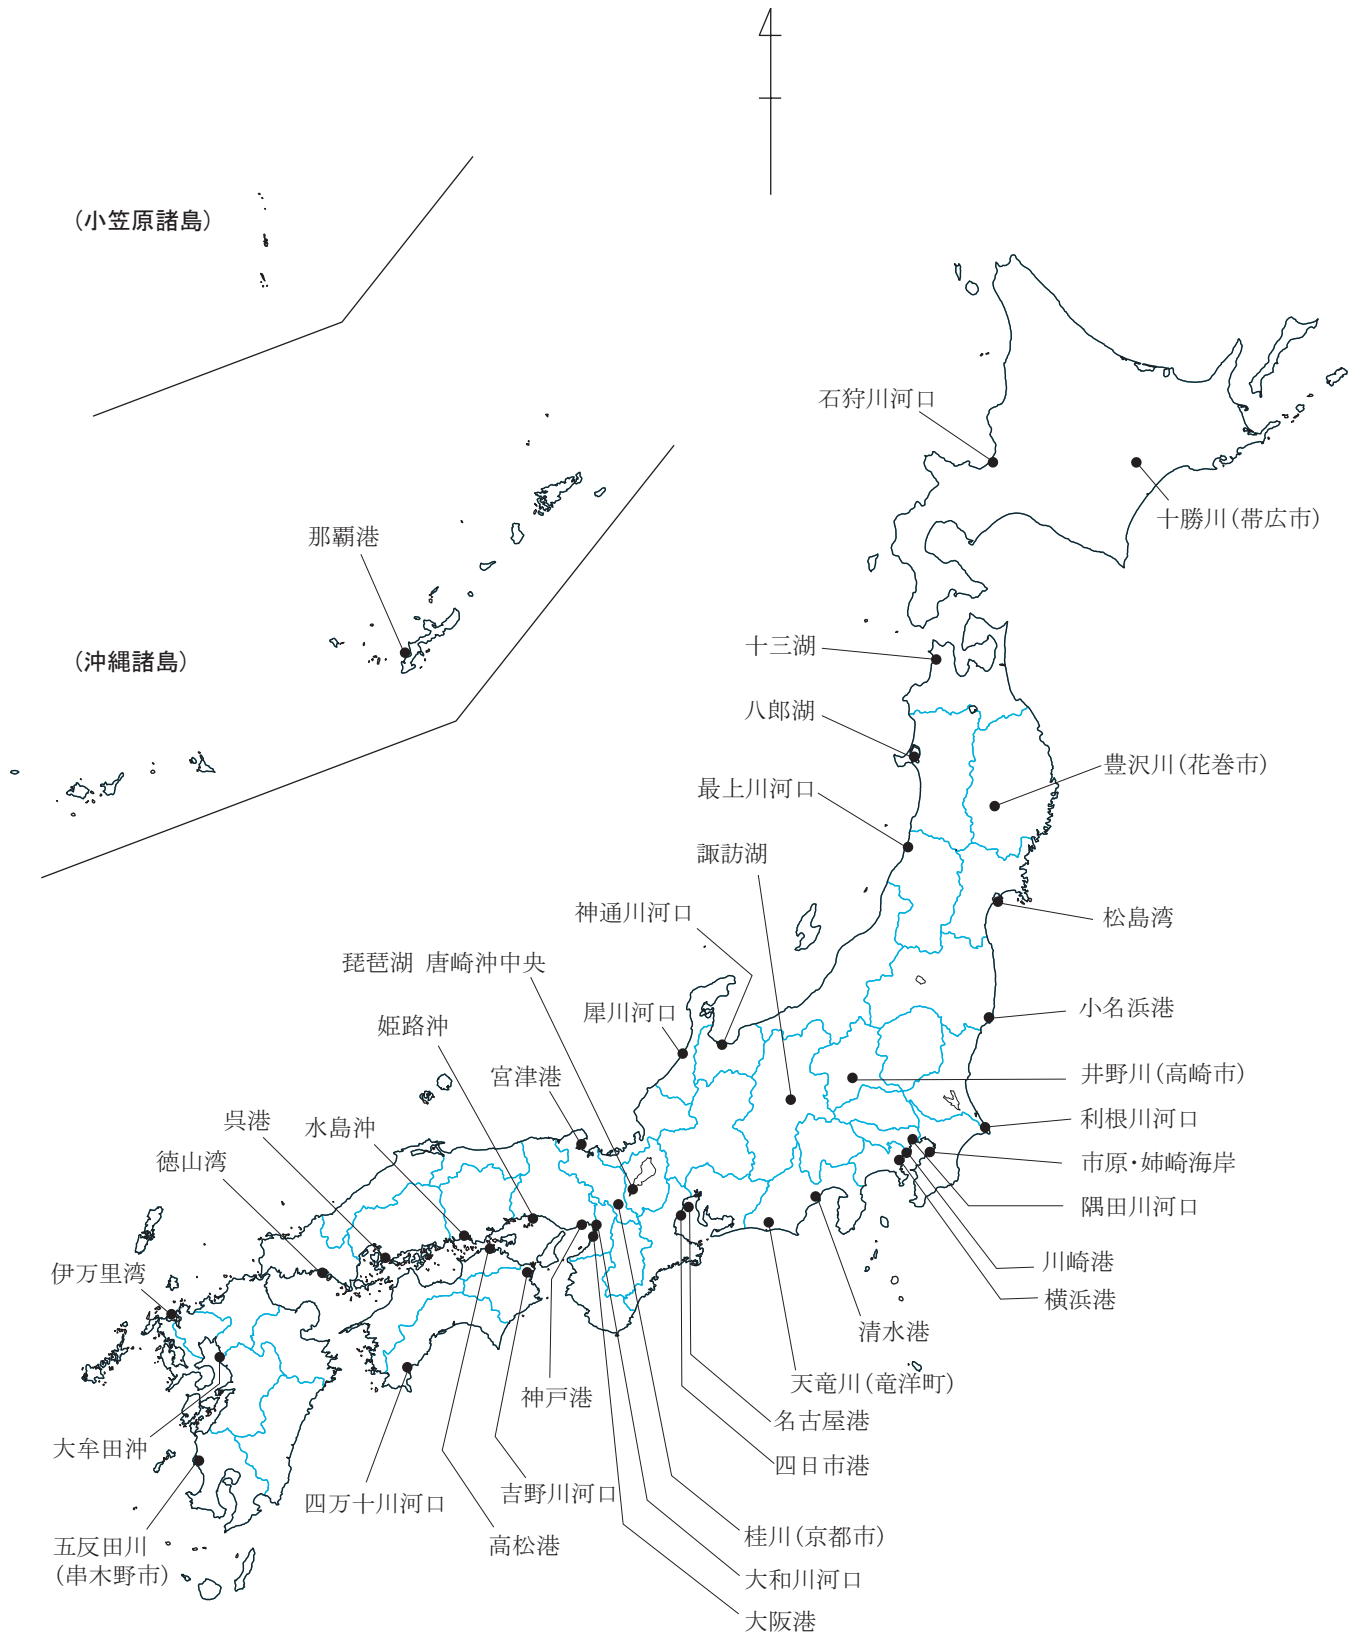 (小笠原諸島)
石狩川河口
十勝川(帯広市)
那覇港
(沖縄諸島)
十三湖
八郎湖
豊沢川(花巻市)
最上川河口
諏訪湖
神通川河口
松島湾
琵琶湖 唐崎沖中央
犀川河口
小名浜港
姫路沖
宮津港
井野川(高崎市)
呉港
水島沖
利根川河口
徳山湾
市原・姉崎海岸
隅田川河口
川崎港
伊万里湾
横浜港
清水港
天竜川(竜洋町)
神戸港
名古屋港
大牟田沖
四日市港
四万十川河口
吉野川河口
高松港
桂川(京都市)
五反田川
(串木野市)
大和川河口
大阪港